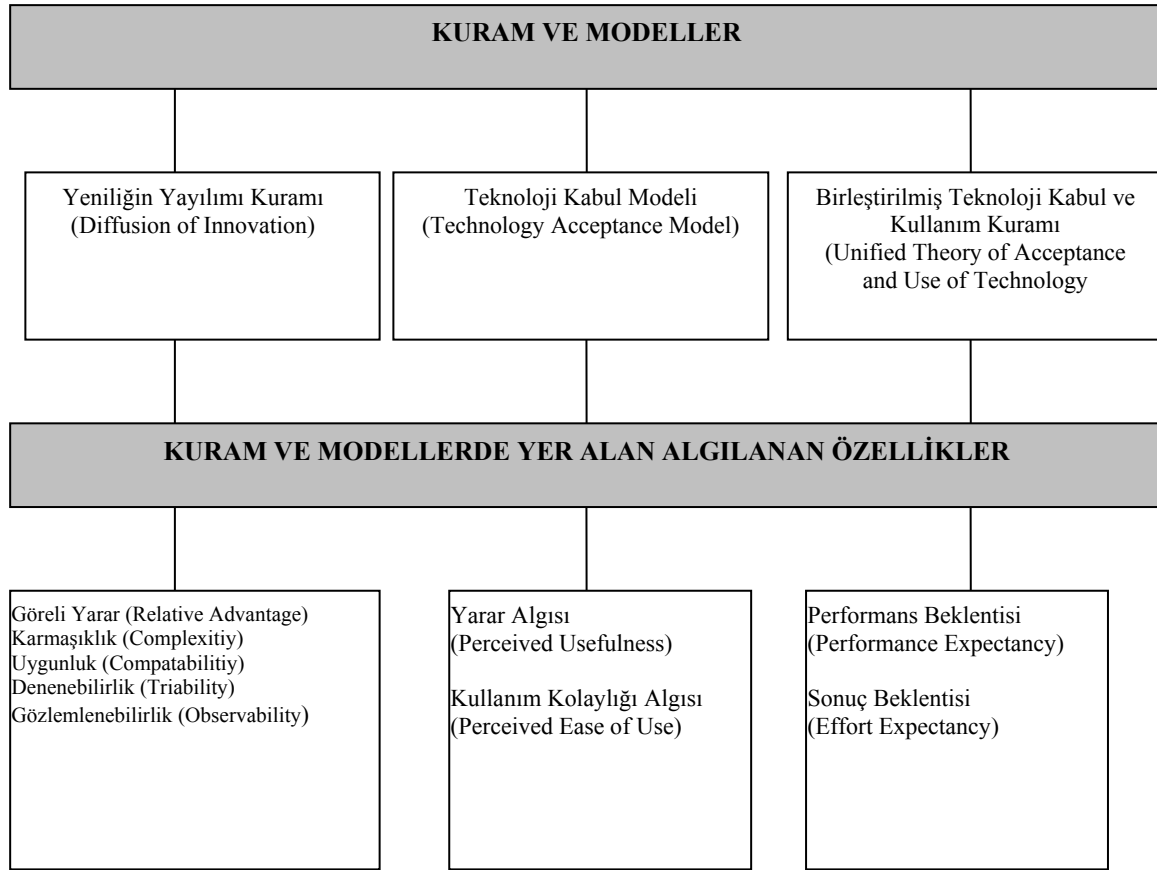 KURAM VE MODELLER
Yeniliğin Yayılımı Kuramı
(Diffusion of Innovation)
Teknoloji Kabul Modeli
(Technology Acceptance Model)
Birleştirilmiş Teknoloji Kabul ve
Kullanım Kuramı
(Unified Theory of Acceptance
and Use of Technology
KURAM VE MODELLERDE YER ALAN ALGILANAN ÖZELLİKLER
Göreli Yarar (Relative Advantage)
Karmaşıklık (Complexitiy)
Uygunluk (Compatabilitiy)
Denenebilirlik (Triability)
Gözlemlenebilirlik (Observability)
Yarar Algısı
(Perceived Usefulness)
Kullanım Kolaylığı Algısı
(Perceived Ease of Use)
Performans Beklentisi
(Performance Expectancy)
Sonuç Beklentisi
(Effort Expectancy)